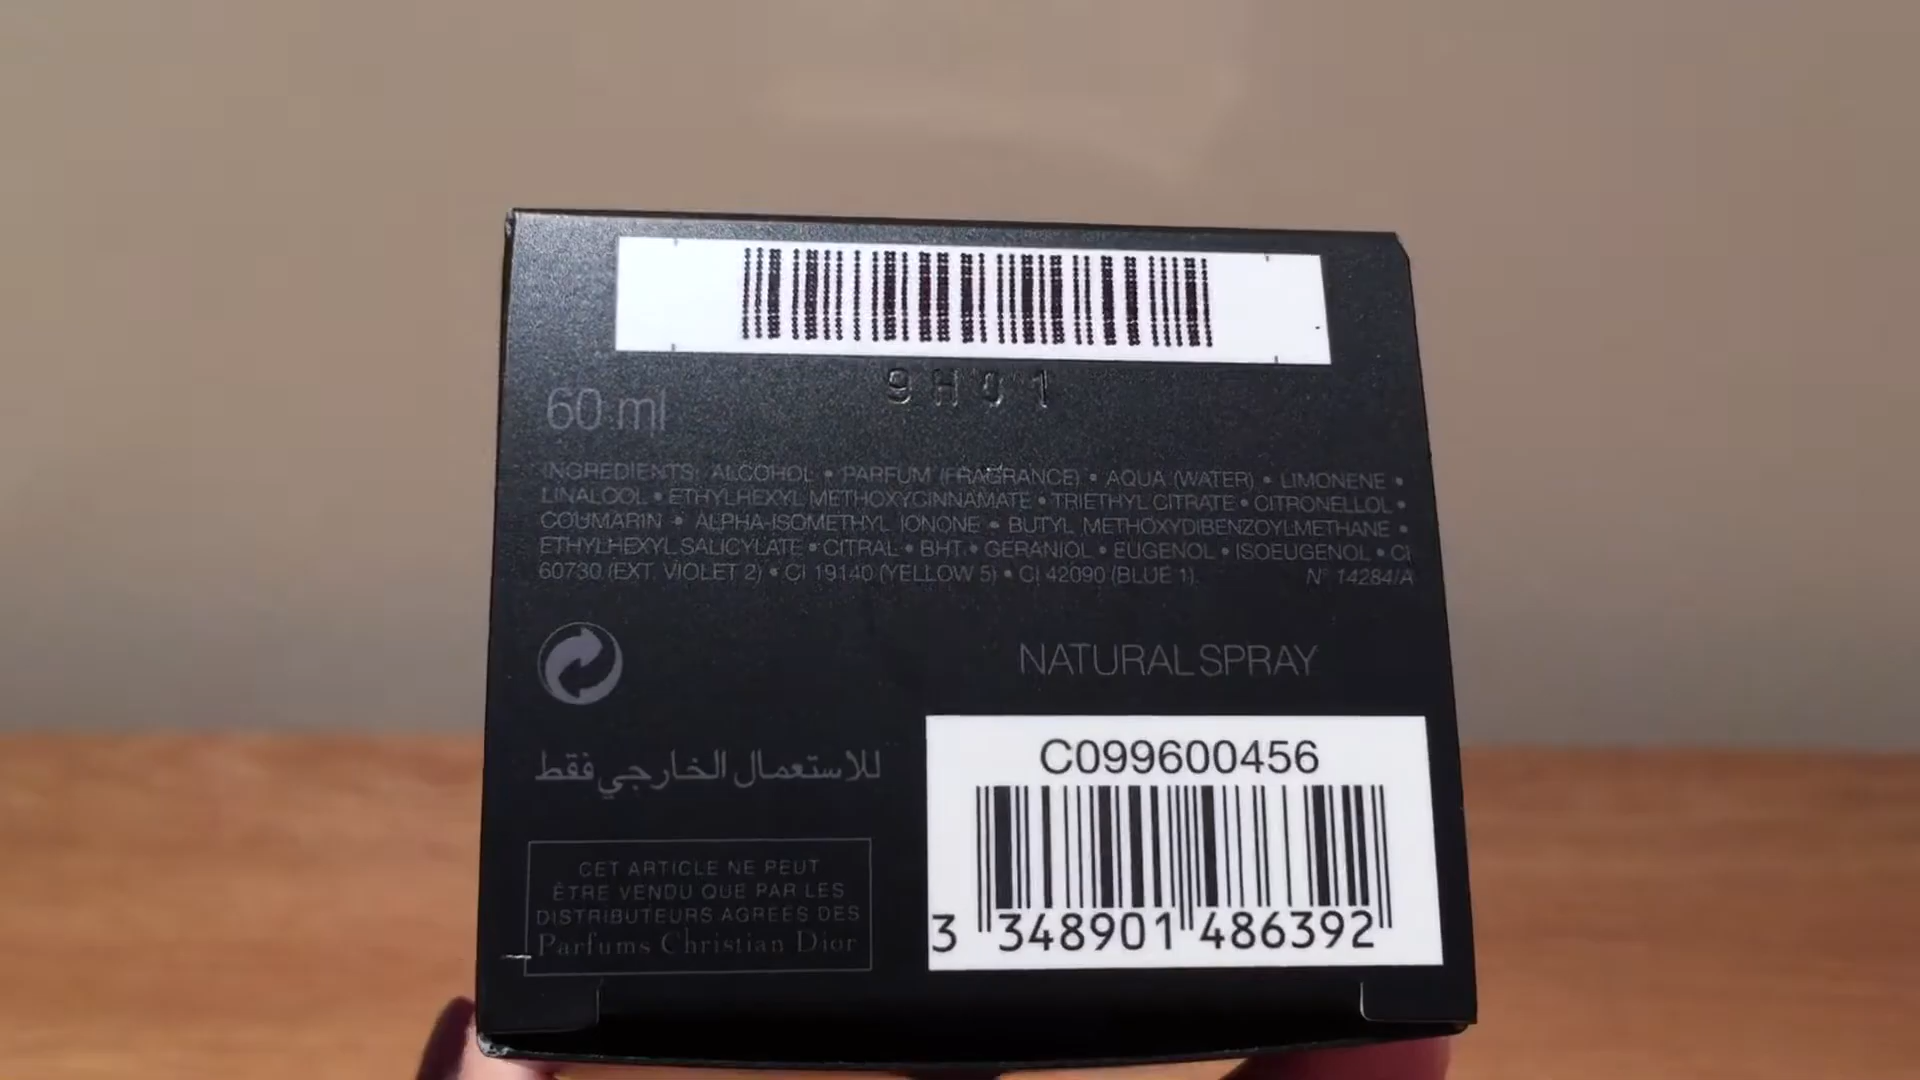 9H01
60 ml
INGREDIENTS: ALCOHOL • PARFUM (FRAGRANCE) • AQUA (WATER) • LIMONENE •
LINALOOL • ETHYLHEXYL METHOXYCINNAMATE • TRIETHYL CITRATE • CITRONELLOL •
COUMARIN • ALPHA-ISOMETHYL IONONE • BUTYL METHOXYDIBENZOYLMETHANE •
ETHYLHEXYL SALICYLATE • CITRAL • BHT • GERANIOL • EUGENOL • ISOEUGENOL • CI
60730 (EXT. VIOLET 2) • CI 19140 (YELLOW 5) • CI 42090 (BLUE 1). N° 14284/A
NATURAL SPRAY
للاستعمال الخارجي فقط
C099600456
3 348901 486392
CET ARTICLE NE PEUT
ÊTRE VENDU QUE PAR LES
DISTRIBUTEURS AGRÉÉS DES
Parfums Christian Dior